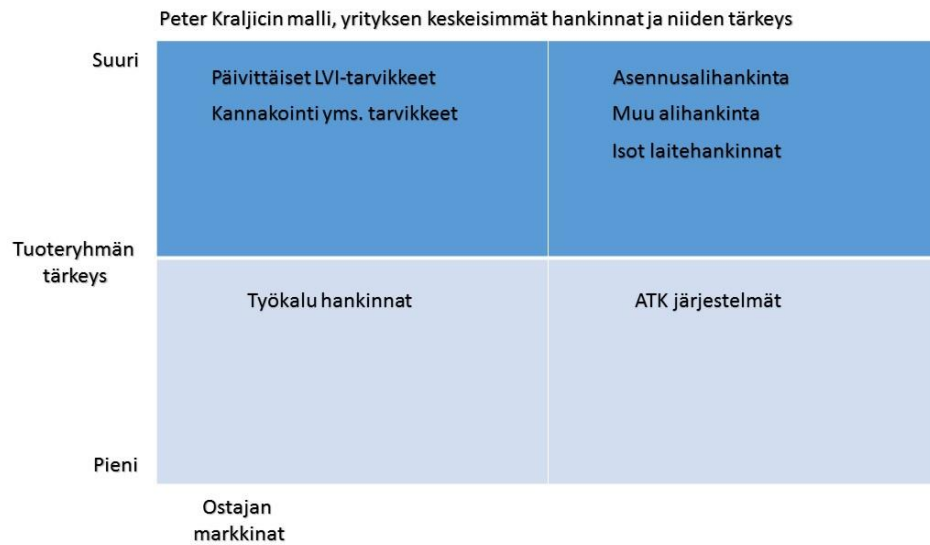 Peter Kraljicin malli, yrityksen keskeisimmät hankinnat ja niiden tärkeys
Suuri
Päivittäiset LVI-tarvikkeet
Kannakointi yms. tarvikkeet
Asennusalihankinta
Muu alihankinta
Isot laitehankinnat
Tuoteryhmän
tärkeys
Työkalu hankinnat
ATK järjestelmät
Pieni
Ostajan
markkinat